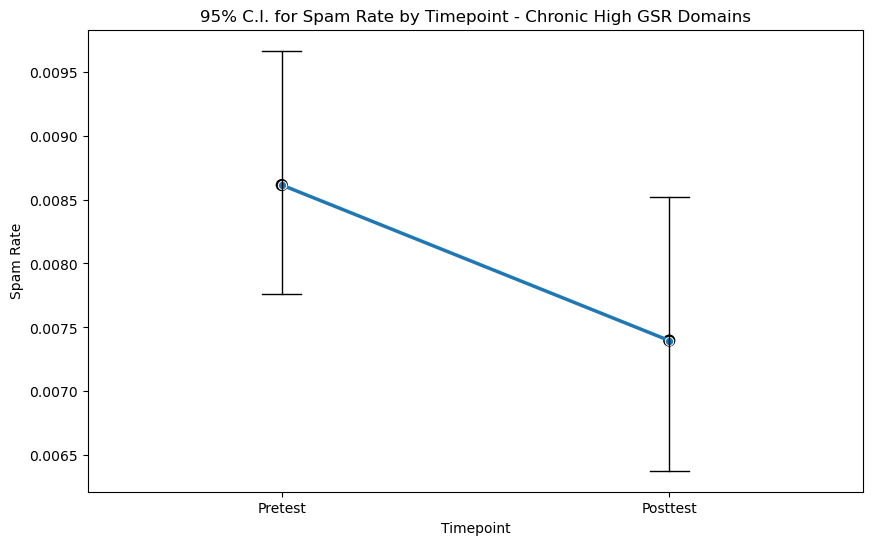 95% C.I. for Spam Rate by Timepoint - Chronic High GSR Domains
0.0095
0.0090
0.0085
0.0080
0.0075
0.0070
0.0065
Spam Rate
Pretest
Posttest
Timepoint